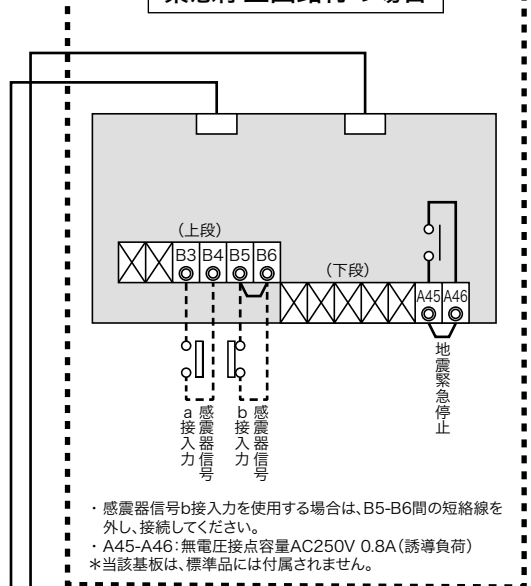 (上段)
B3 B4 B5 B6
(下段)
A45 A46
地震緊急停止
感震器信号
a接入力
感震器信号
b接入力
・感震器信号b接入力を使用する場合は、B5-B6間の短絡線を
外し、接続してください。
・A45-A46:無電圧接点容量AC250V 0.8A(誘導負荷)
*当該基板は、標準品には付属されません。